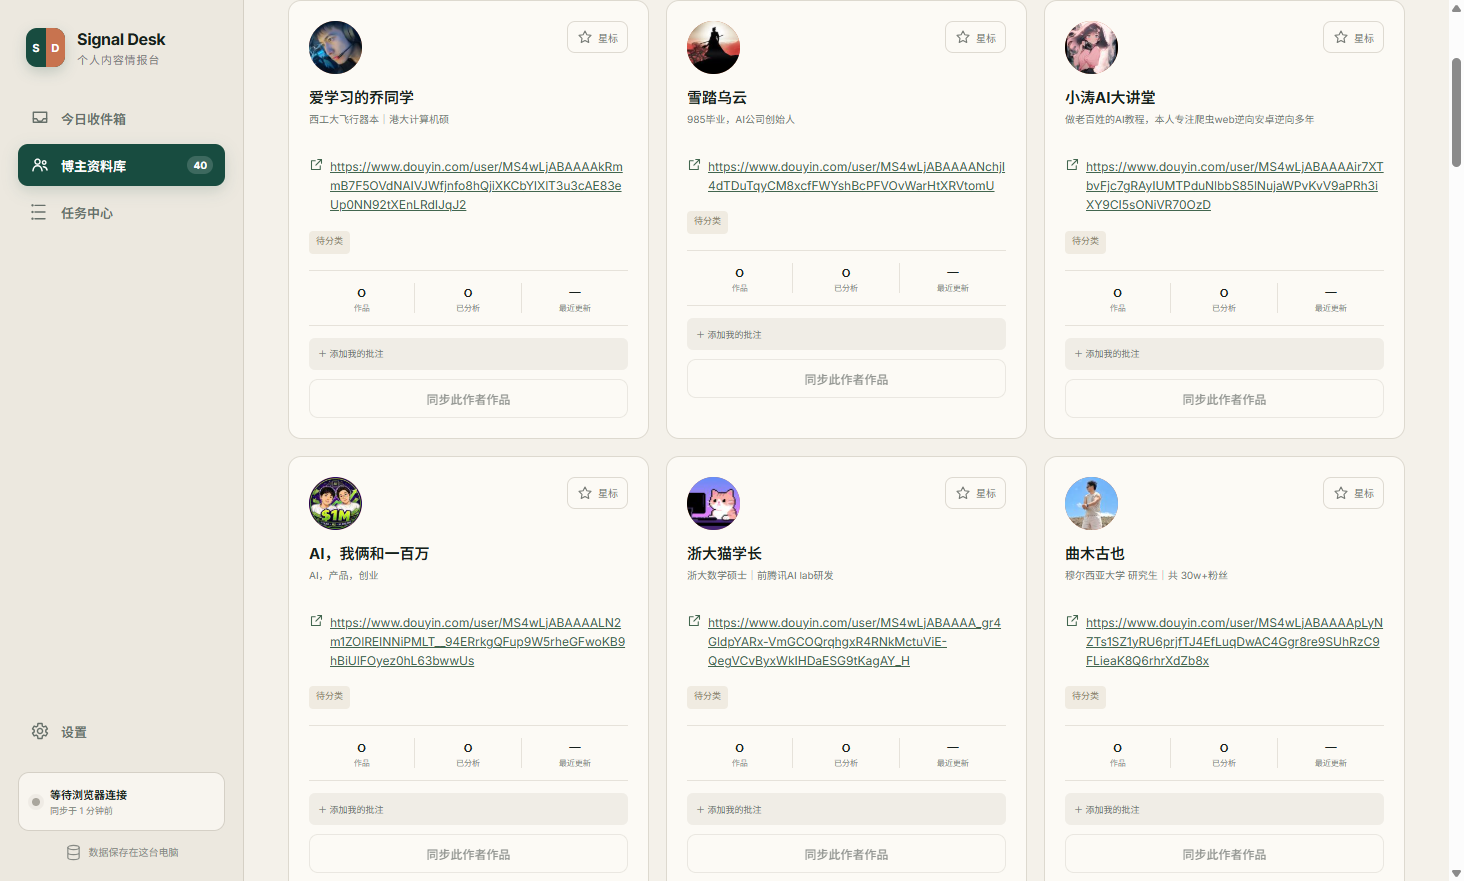 S D
Signal Desk
个人内容情报台
今日收件箱
博主资料库 40
任务中心
设置
等待浏览器连接
同步于 1 分钟前
数据保存在这台电脑
星标
爱学习的乔同学
西工大飞行器本｜港大计算机硕
https://www.douyin.com/user/MS4wLjABAAAAkRm
mB7F5OVdNAIVJWfjnfo8hQjiXKCbYIXIT3u3cAE83e
Up0NN92tXEnLRdIJqJ2
待分类
0 0 —
作品 已分析 最近更新
+ 添加我的批注
同步此作者作品
星标
雪踏乌云
985毕业，AI公司创始人
https://www.douyin.com/user/MS4wLjABAAAANchjI
4dTDuTqyCM8xcfFWYshBcPFVOvWarHtXRVtomU
待分类
0 0 —
作品 已分析 最近更新
+ 添加我的批注
同步此作者作品
星标
小涛AI大讲堂
做老百姓的AI教程，本人专注爬虫web逆向安卓逆向多年
https://www.douyin.com/user/MS4wLjABAAAAir7XT
bvFjc7gRAyIUMTPduNlbbS85lNujaWPvKvV9aPRh3i
XY9CI5sONiVR70OzD
待分类
0 0 —
作品 已分析 最近更新
+ 添加我的批注
同步此作者作品
$1M
星标
AI，我俩和一百万
AI，产品，创业
https://www.douyin.com/user/MS4wLjABAAAALN2
m1ZOIREINNiPMLT__94ERrkgQFup9W5rheGFwoKB9
hBiUlFOyez0hL63bwwUs
待分类
0 0 —
作品 已分析 最近更新
+ 添加我的批注
同步此作者作品
星标
浙大猫学长
浙大数学硕士｜前腾讯AI lab研发
https://www.douyin.com/user/MS4wLjABAAAA_gr4
GldpYARx-VmGCOQrqhgxR4RNkMctuViE-
QegVCvByxWkIHDaESG9tKagAY_H
待分类
0 0 —
作品 已分析 最近更新
+ 添加我的批注
同步此作者作品
星标
曲木古也
穆尔西亚大学 研究生｜共 30w+粉丝
https://www.douyin.com/user/MS4wLjABAAAApLyN
ZTs1SZ1yRU6prjfTJ4EfLuqDwAC4Ggr8re9SUhRzC9
FLieaK8Q6rhrXdZb8x
待分类
0 0 —
作品 已分析 最近更新
+ 添加我的批注
同步此作者作品